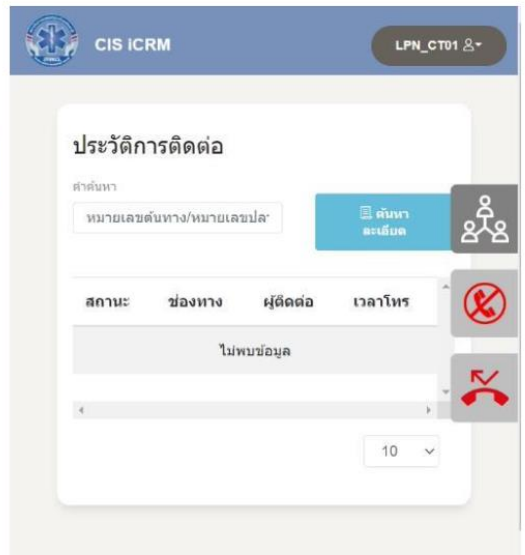 CIS iCRM
LPN_CT01
ประวัติการติดต่อ
คำค้นหา
หมายเลขต้นทาง/หมายเลขปลา
ค้นหา
ละเอียด
สถานะ ช่องทาง ผู้ติดต่อ เวลาโทร
ไม่พบข้อมูล
10